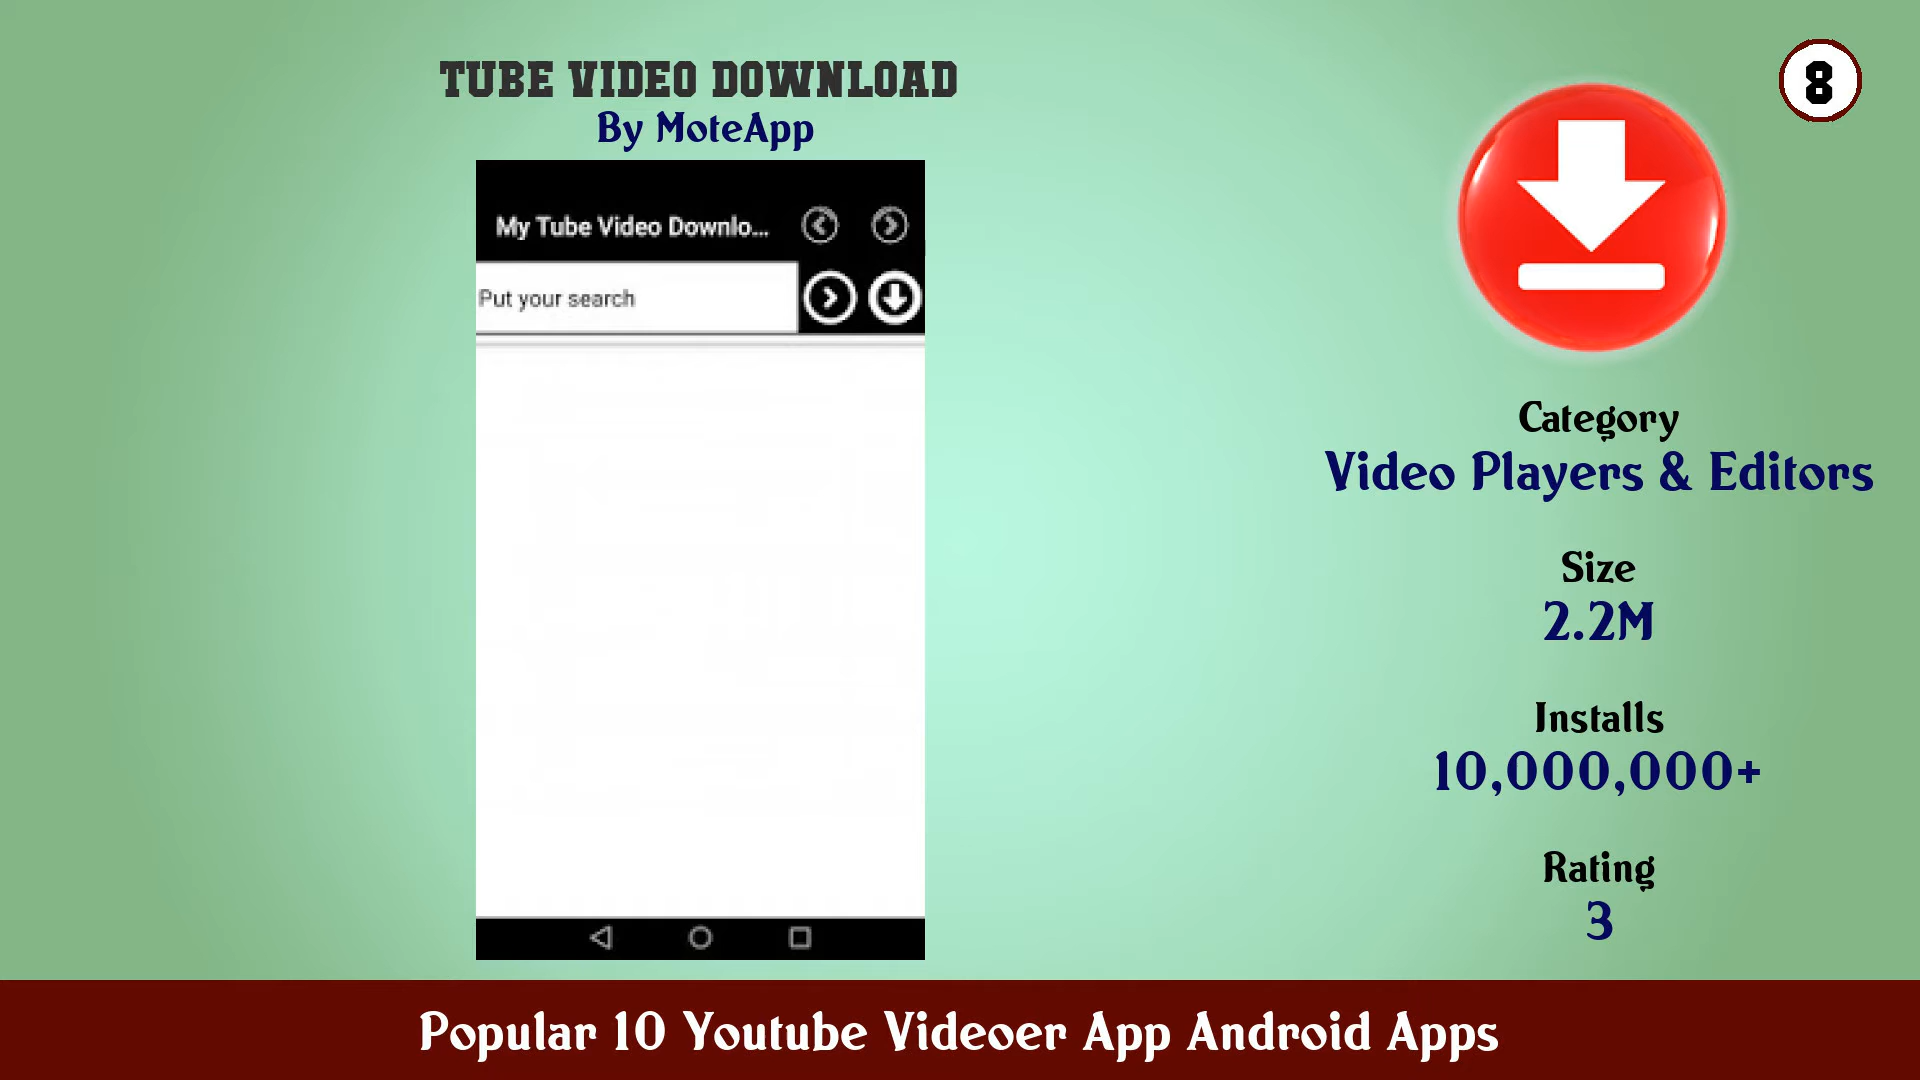 TUBE VIDEO DOWNLOAD
By MoteApp
My Tube Video Downlo...
Put your search
8
Category
Video Players & Editors
Size
2.2M
Installs
10,000,000+
Rating
3
Popular 10 Youtube Videoer App Android Apps